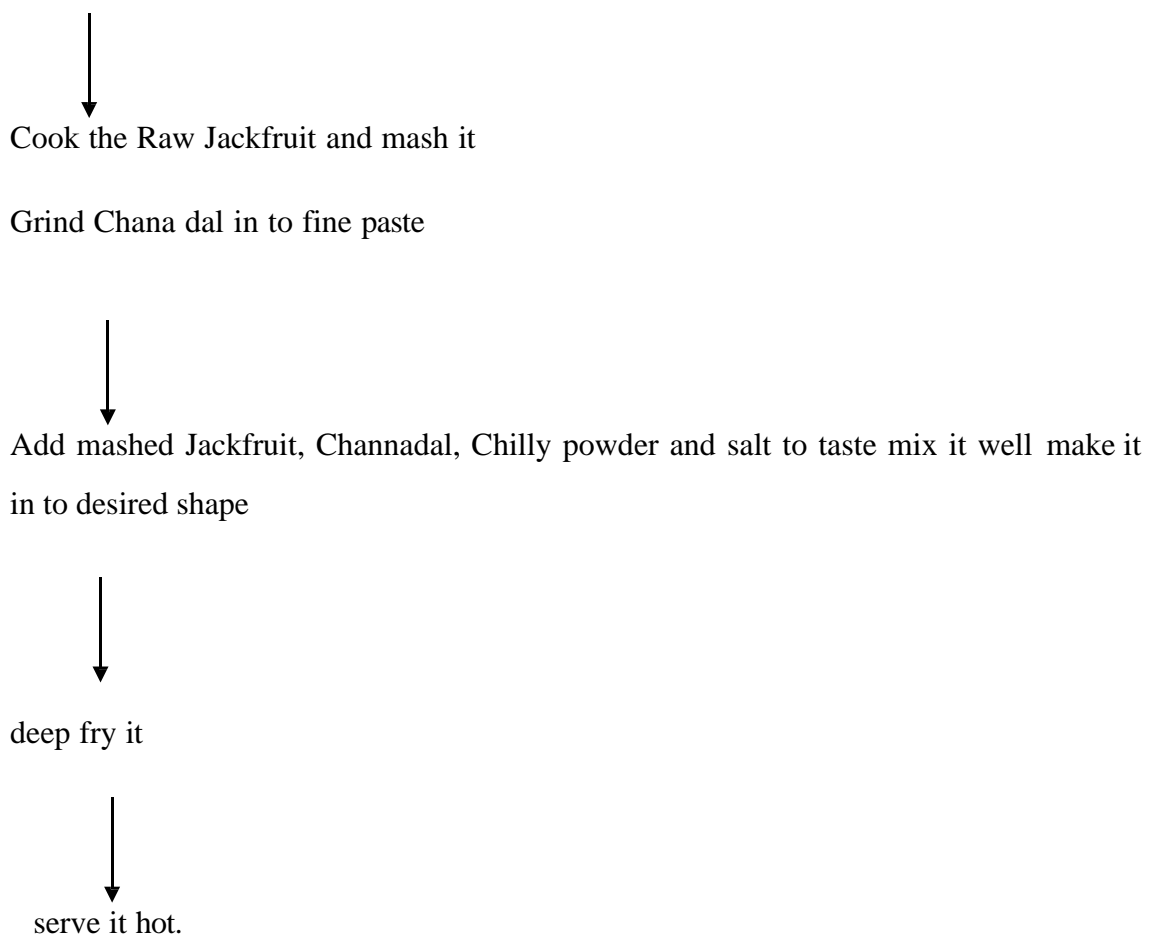 Cook the Raw Jackfruit and mash it
Grind Chana dal in to fine paste
Add mashed Jackfruit, Channadal, Chilly powder and salt to taste mix it well make it
in to desired shape
deep fry it
serve it hot.